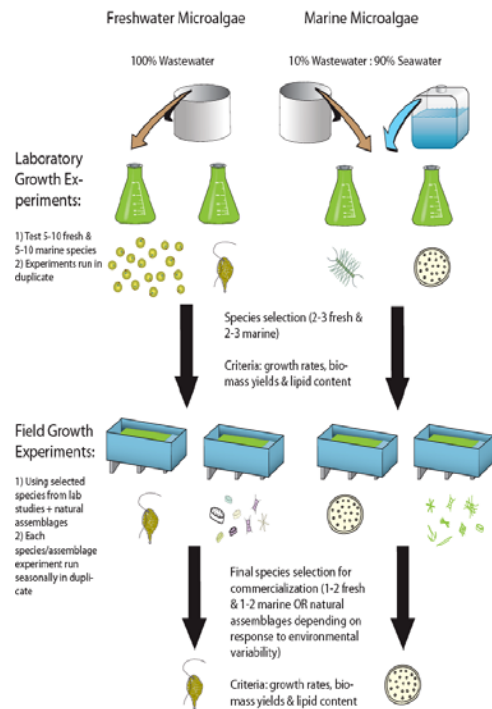 Freshwater Microalgae
Marine Microalgae
100% Wastewater
10% Wastewater : 90% Seawater
Laboratory
Growth Ex-
periments:
1) Test 5-10 fresh &
5-10 marine species
2) Experiments run in
duplicate
Species selection (2-3 fresh &
2-3 marine)
Criteria: growth rates, bio-
mass yields & lipid content
Field Growth
Experiments:
1) Using selected
species from lab
studies + natural
assemblages
2) Each
species/assemblage
experiment run
seasonally in dupli-
cate
Final species selection for
commercialization (1-2 fresh
& 1-2 marine OR natural
assemblages depending on
response to environmental
variability)
Criteria: growth rates, bio-
mass yields & lipid content